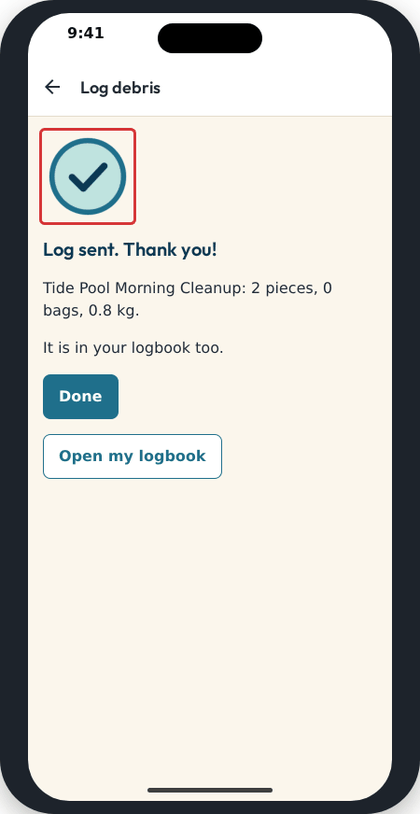 9:41
Log debris
Log sent. Thank you!
Tide Pool Morning Cleanup: 2 pieces, 0
bags, 0.8 kg.
It is in your logbook too.
Done
Open my logbook